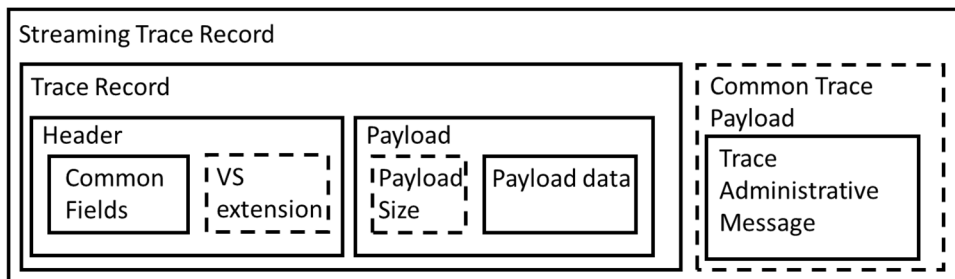 Streaming Trace Record
Trace Record
Header
Common
Fields
VS
extension
Payload
Payload
Size
Payload data
Common Trace
Payload
Trace
Administrative
Message